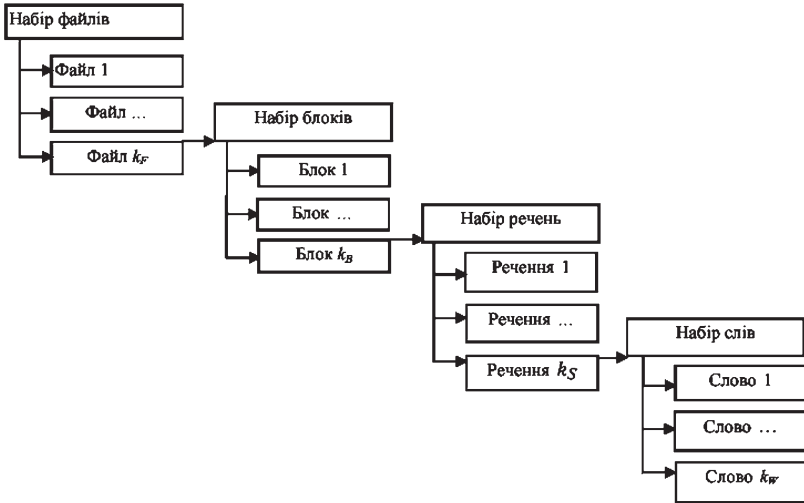 Набір файлів
Файл 1
Файл ...
Файл kF
Набір блоків
Блок 1
Блок ...
Блок kB
Набір речень
Речення 1
Речення ...
Речення kS
Набір слів
Слово 1
Слово ...
Слово kW